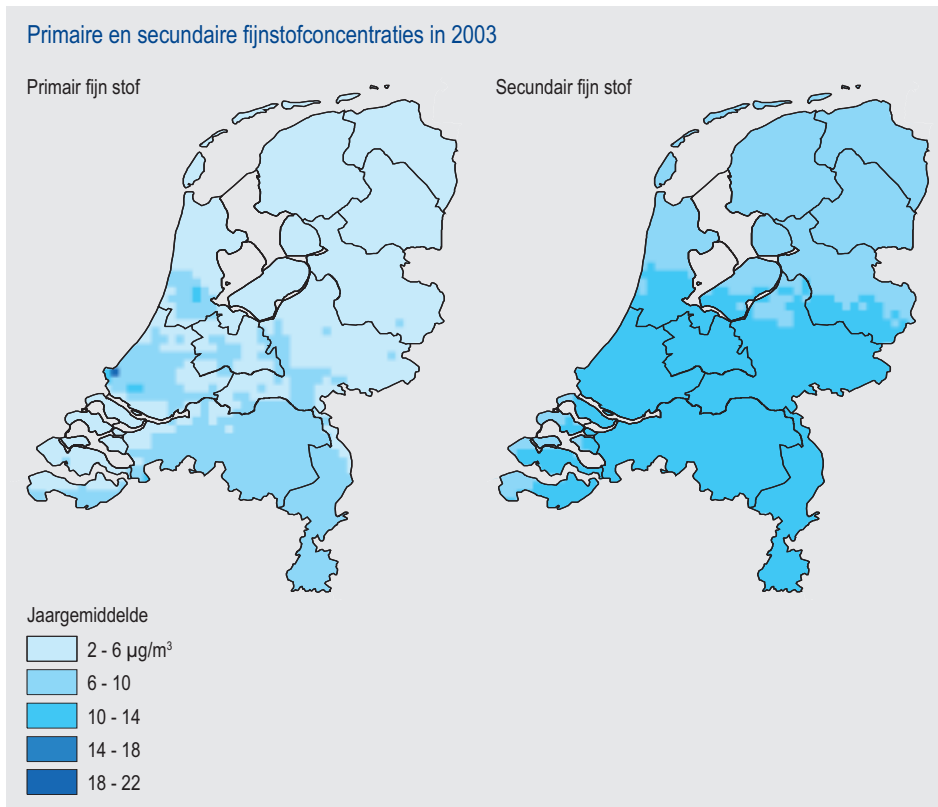 Primaire en secundaire fijnstofconcentraties in 2003
Primair fijn stof
Secundair fijn stof
Jaargemiddelde
2 - 6 µg/m³
6 - 10
10 - 14
14 - 18
18 - 22